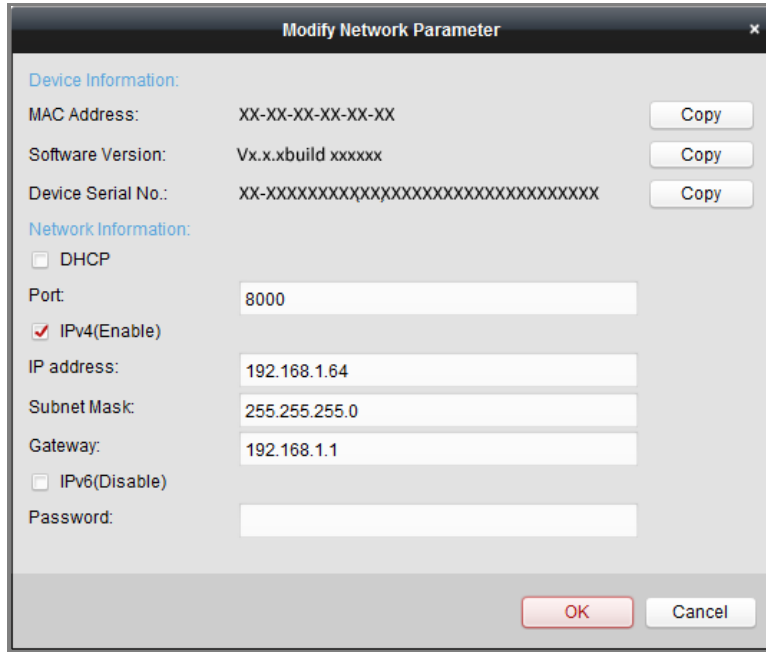 Modify Network Parameter ×
Device Information:
MAC Address: XX-XX-XX-XX-XX-XX Copy
Software Version: Vx.x.xbuild xxxxxx Copy
Device Serial No.: XX-XXXXXXXXXXXXXXXXXXXXXXXXXXXXXXXX Copy
Network Information:
DHCP
Port: 8000
IPv4(Enable)
IP address: 192.168.1.64
Subnet Mask: 255.255.255.0
Gateway: 192.168.1.1
IPv6(Disable)
Password:
OK Cancel